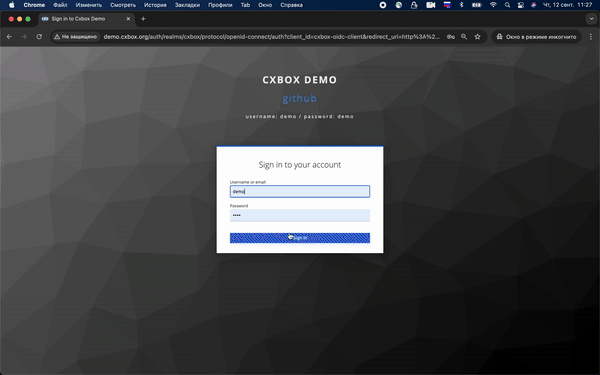 Chrome Файл Изменить Смотреть История Закладки Профили Tab Окно Справка Чт, 12 сент. 11:27
Sign in to Cxbox Demo
Не защищено demo.cxbox.org/auth/realms/cxbox/protocol/openid-connect/auth?client_id=cxbox-oidc-client&redirect_uri=http%3A%2... Окно в режиме инкогнито
CXBOX DEMO
github
username: demo / password: demo
Sign in to your account
Username or email
demo
Password
••••
Sign In